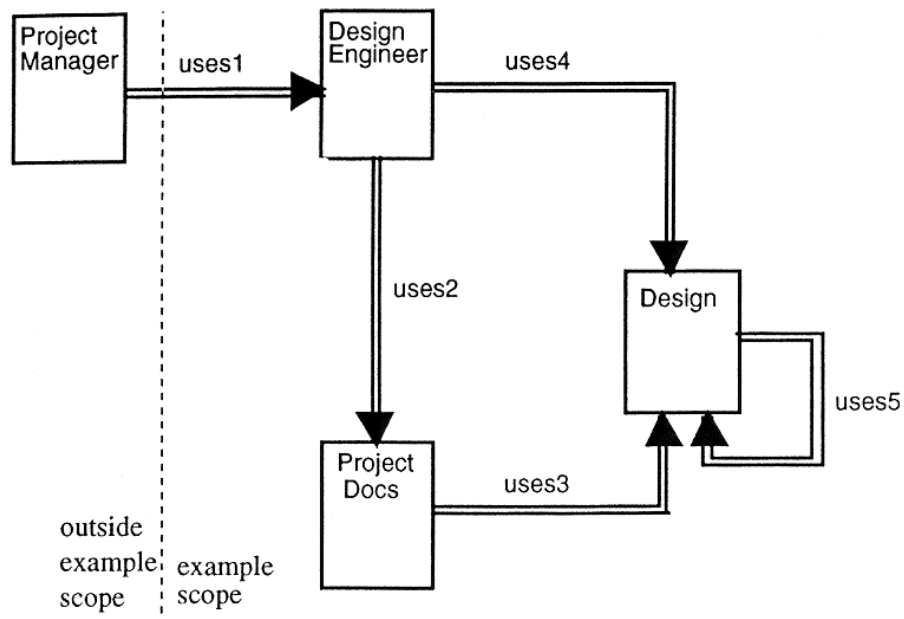 Project
Manager
uses1
Design
Engineer
uses4
uses2
Design
uses5
Project
Docs
uses3
outside
example
scope
example
scope